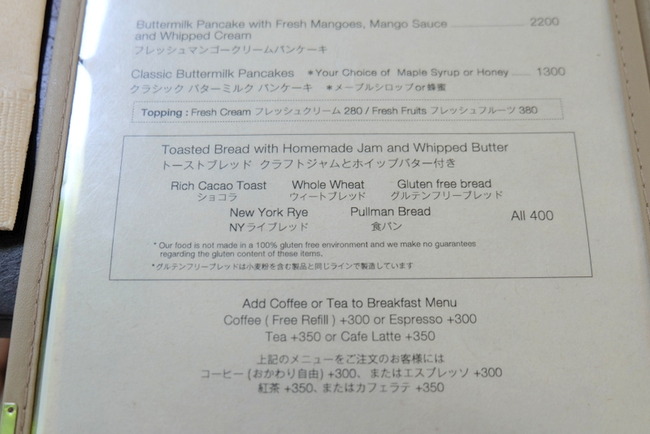 Buttermilk Pancake with Fresh Mangoes, Mango Sauce 2200
and Whipped Cream
フレッシュマンゴークリームパンケーキ
Classic Buttermilk Pancakes *Your Choice of Maple Syrup or Honey 1300
クラシック バターミルク パンケーキ *メープルシロップor蜂蜜
Topping : Fresh Cream フレッシュクリーム 280 / Fresh Fruits フレッシュフルーツ 380
Toasted Bread with Homemade Jam and Whipped Butter
トーストブレッド クラフトジャムとホイップバター付き
Rich Cacao Toast Whole Wheat Gluten free bread
ショコラ ウィートブレッド グルテンフリーブレッド
New York Rye Pullman Bread All 400
NYライブレッド 食パン
* Our food is not made in a 100% gluten free environment and we make no guarantees
regarding the gluten content of these items.
*グルテンフリーブレッドは小麦粉を含む製品と同じラインで製造しています
Add Coffee or Tea to Breakfast Menu
Coffee ( Free Refill ) +300 or Espresso +300
Tea +350 or Cafe Latte +350
上記のメニューをご注文のお客様には
コーヒー (おかわり自由) +300、またはエスプレッソ +300
紅茶 +350、またはカフェラテ +350